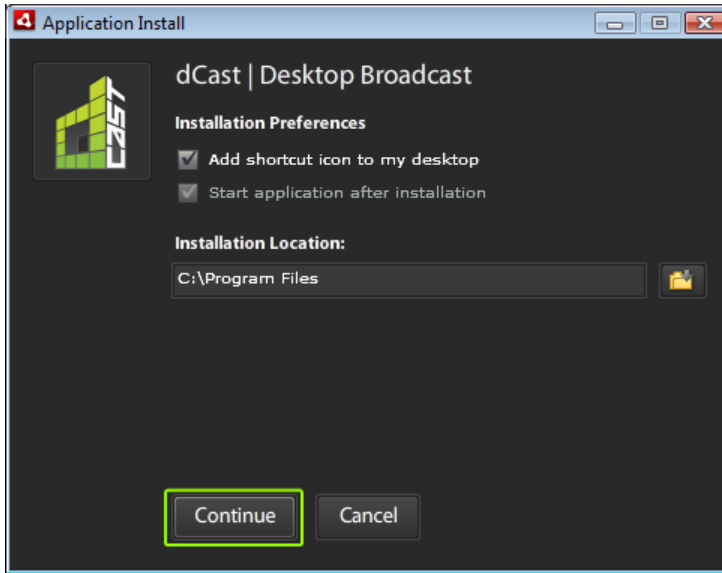 Application Install
dCast | Desktop Broadcast
CAST
Installation Preferences
Add shortcut icon to my desktop
Start application after installation
Installation Location:
C:\Program Files
Continue
Cancel